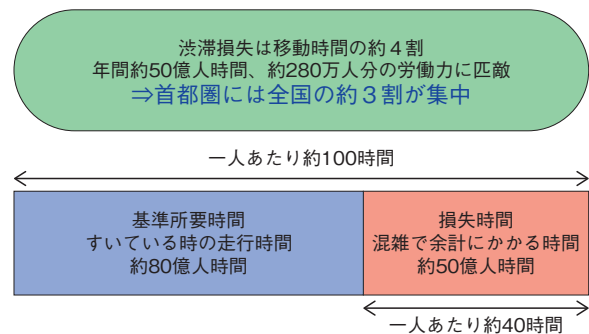 渋滞損失は移動時間の約4割
年間約50億人時間、約280万人分の労働力に匹敵
⇒首都圏には全国の約3割が集中
一人あたり約100時間
基準所要時間
すいている時の走行時間
約80億人時間
損失時間
混雑で余計にかかる時間
約50億人時間
一人あたり約40時間